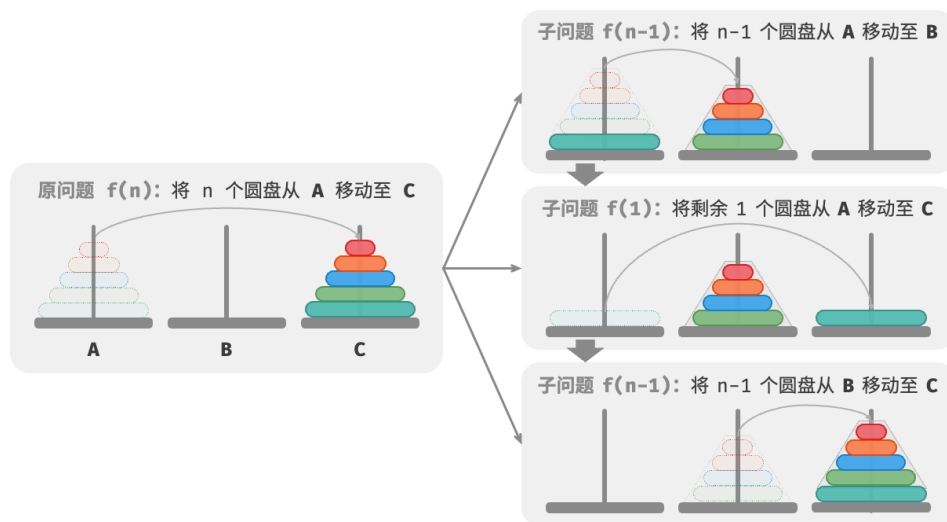 子问题 f(n-1)：将 n-1 个圆盘从 A 移动至 B
原问题 f(n)：将 n 个圆盘从 A 移动至 C
A B C
子问题 f(1)：将剩余 1 个圆盘从 A 移动至 C
子问题 f(n-1)：将 n-1 个圆盘从 B 移动至 C